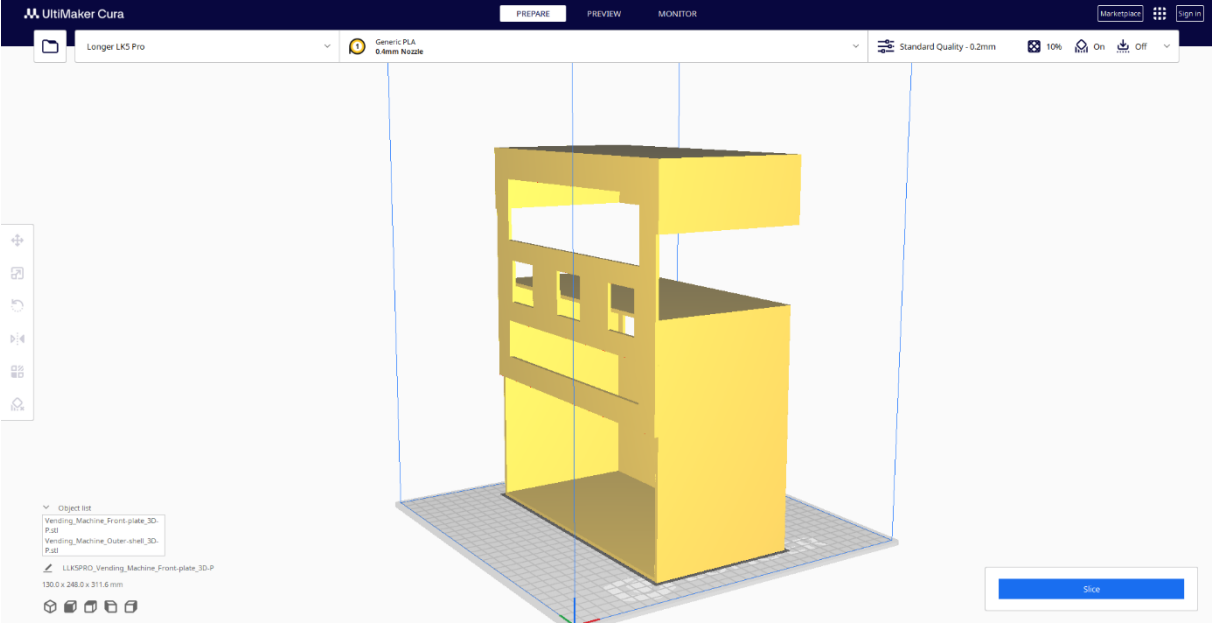 UltiMaker Cura
PREPARE
PREVIEW
MONITOR
Marketplace
Sign in
Longer LK5 Pro
1
Generic PLA
0.4mm Nozzle
Standard Quality - 0.2mm
10%
On
Off
Object list
Vending_Machine_Front-plate_3D-
P.stl
Vending_Machine_Outer-shell_3D-
P.stl
LLK5PRO_Vending_Machine_Front-plate_3D-P
130.0 x 248.0 x 311.6 mm
Slice